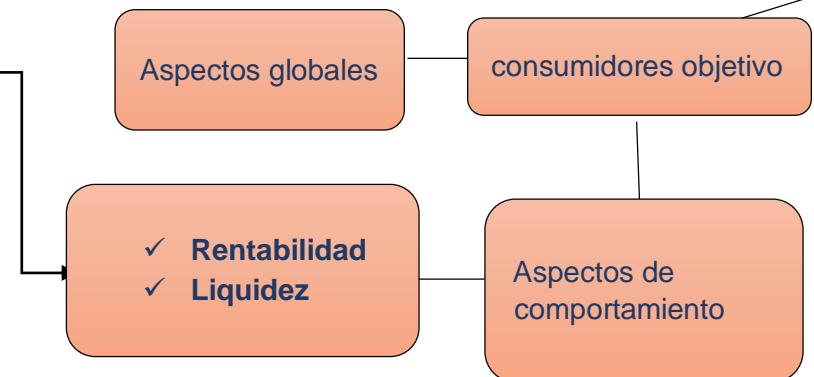 Aspectos globales
consumidores objetivo
✓ Rentabilidad
✓ Liquidez
Aspectos de
comportamiento